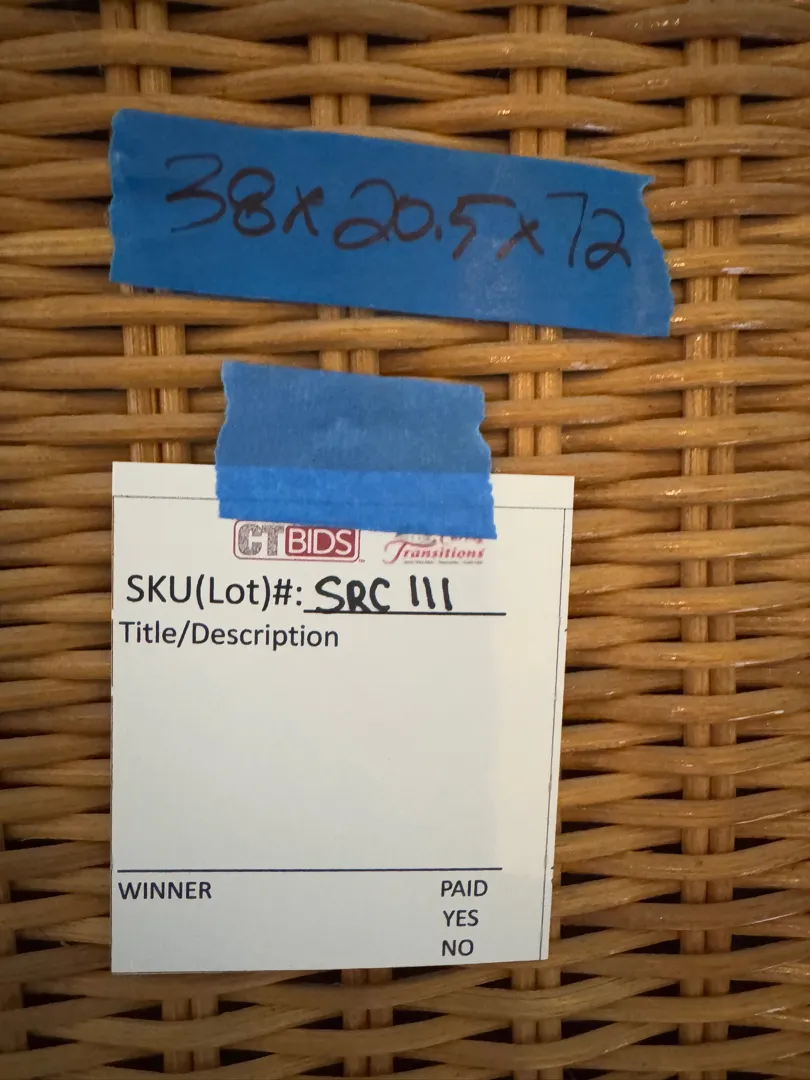 38x20.5x72
CTBIDS
Transitions
SKU(Lot)#: SRC 111
Title/Description
WINNER PAID
YES
NO